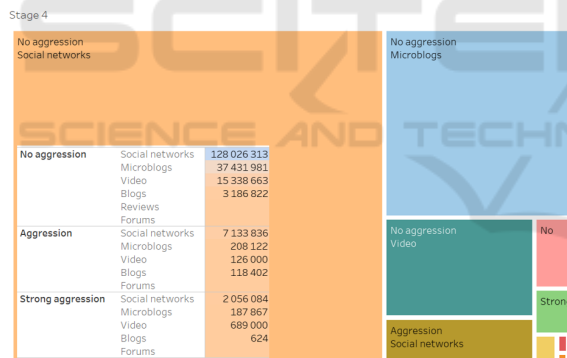 Stage 4
No aggression
Social networks
No aggression
Microblogs
SCIENCE AND TECHN
No aggression Social networks 128 026 313
Microblogs 37 431 981
Video 15 338 663
Blogs 3 186 822
Reviews
Forums
Aggression Social networks 7 133 836
Microblogs 208 122
Video 126 000
Blogs 118 402
Forums
Strong aggression Social networks 2 056 084
Microblogs 187 867
Video 689 000
Blogs 624
Forums
No aggression
Video
No
Aggression
Social networks
Stron